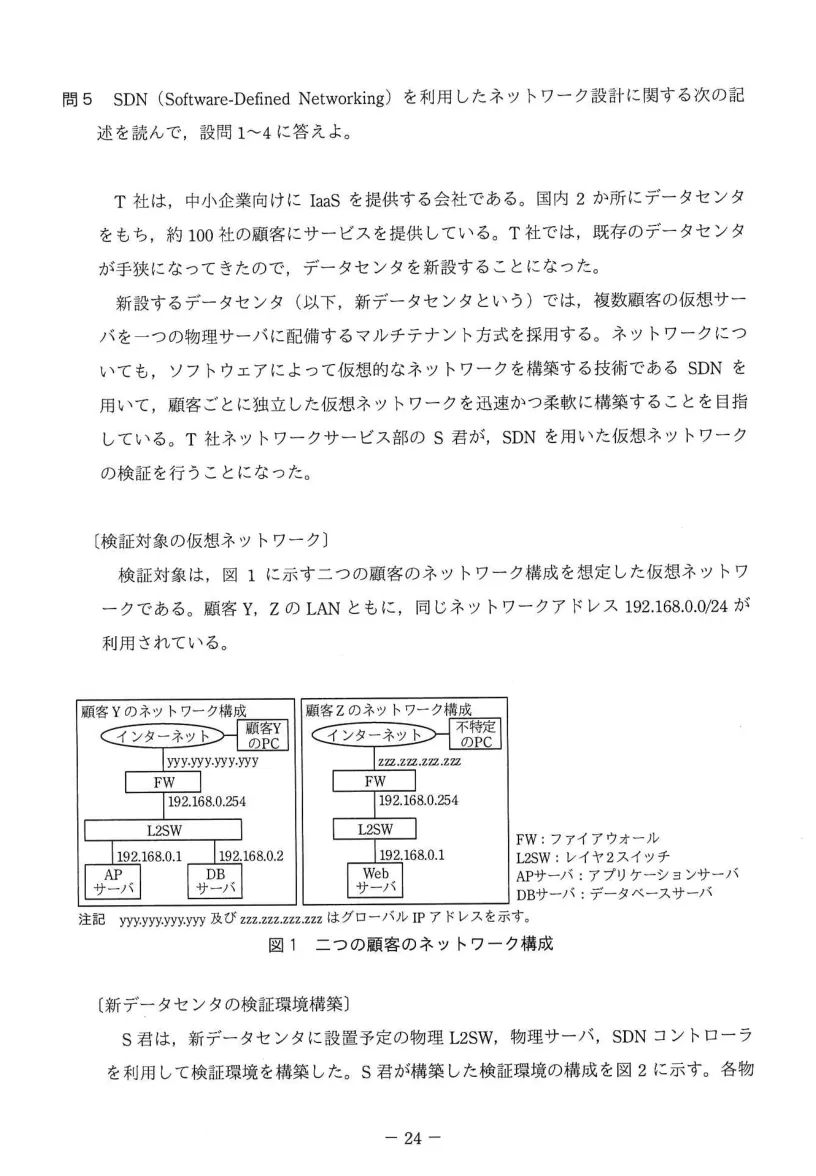 問5 SDN（Software-Defined Networking）を利用したネットワーク設計に関する次の記
述を読んで，設問1～4に答えよ。
T 社は，中小企業向けに IaaS を提供する会社である。国内 2 か所にデータセンタ
をもち，約 100 社の顧客にサービスを提供している。T 社では，既存のデータセンタ
が手狭になってきたので，データセンタを新設することになった。
新設するデータセンタ（以下，新データセンタという）では，複数顧客の仮想サー
バを一つの物理サーバに配備するマルチテナント方式を採用する。ネットワークにつ
いても，ソフトウェアによって仮想的なネットワークを構築する技術である SDN を
用いて，顧客ごとに独立した仮想ネットワークを迅速かつ柔軟に構築することを目指
している。T 社ネットワークサービス部の S 君が，SDN を用いた仮想ネットワーク
の検証を行うことになった。
〔検証対象の仮想ネットワーク〕
検証対象は，図 1 に示す二つの顧客のネットワーク構成を想定した仮想ネットワ
ークである。顧客 Y，Z の LAN ともに，同じネットワークアドレス 192.168.0.0/24 が
利用されている。
顧客 Y のネットワーク構成
インターネット
顧客Y
のPC
yyy.yyy.yyy.yyy
FW
192.168.0.254
L2SW
192.168.0.1
192.168.0.2
AP
サーバ
DB
サーバ
顧客 Z のネットワーク構成
インターネット
不特定
のPC
zzz.zzz.zzz.zzz
FW
192.168.0.254
L2SW
192.168.0.1
Web
サーバ
FW：ファイアウォール
L2SW：レイヤ2スイッチ
APサーバ：アプリケーションサーバ
DBサーバ：データベースサーバ
注記 yyy.yyy.yyy.yyy 及び zzz.zzz.zzz.zzz はグローバル IP アドレスを示す。
図 1 二つの顧客のネットワーク構成
〔新データセンタの検証環境構築〕
S 君は，新データセンタに設置予定の物理 L2SW，物理サーバ，SDN コントローラ
を利用して検証環境を構築した。S 君が構築した検証環境の構成を図 2 に示す。各物
－ 24 －